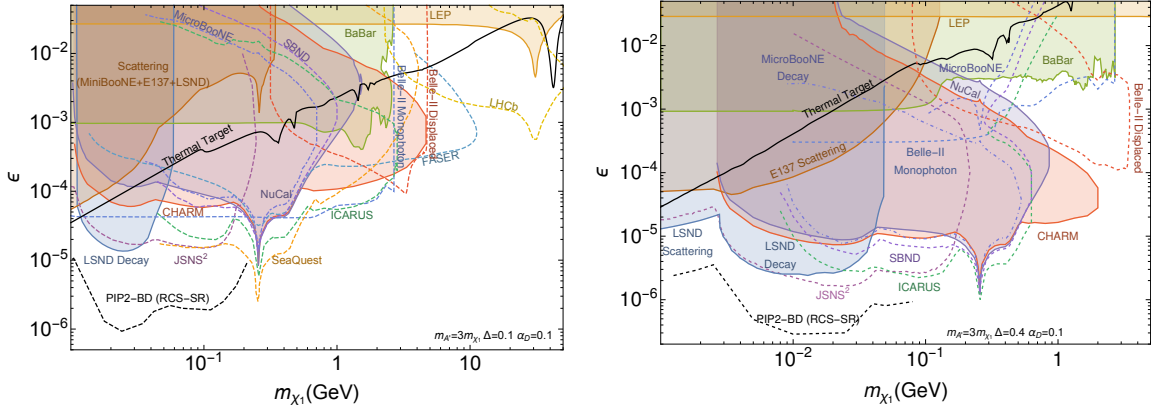 LEP
MicroBooNE
SBND
BaBar
Scattering
(MiniBooNE+E137+LSND)
Belle-II Monophoton
Belle-II Displaced
LHCb
Thermal Target
FASER
NuCal
CHARM
ICARUS
LSND Decay
JSNS²
SeaQuest
PIP2-BD (RCS-SR)
m_A'=3m_χ, Δ=0.1 α_D=0.1
ϵ
10⁻²
10⁻³
10⁻⁴
10⁻⁵
10⁻⁶
10⁻¹
1
10
m_χ₁(GeV)
LEP
MicroBooNE
Decay
MicroBooNE
BaBar
NuCal
Thermal Target
Belle-II Displaced
E137 Scattering
Belle-II
Monophoton
CHARM
LSND
Scattering
LSND
Decay
SBND
ICARUS
JSNS²
PIP2-BD (RCS-SR)
m_A'=3m_χ, Δ=0.4 α_D=0.1
ϵ
10⁻²
10⁻³
10⁻⁴
10⁻⁵
10⁻⁶
10⁻²
10⁻¹
1
m_χ₁(GeV)